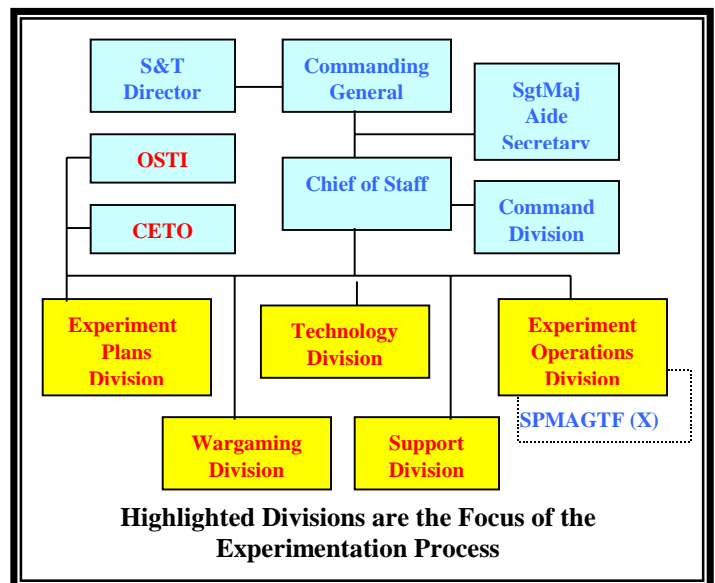 S&T
Director
Commanding
General
SgtMaj
Aide
Secretary
OSTI
Chief of Staff
CETO
Command
Division
Experiment
Plans
Division
Technology
Division
Experiment
Operations
Division
SPMAGTF (X)
Wargaming
Division
Support
Division
Highlighted Divisions are the Focus of the
Experimentation Process